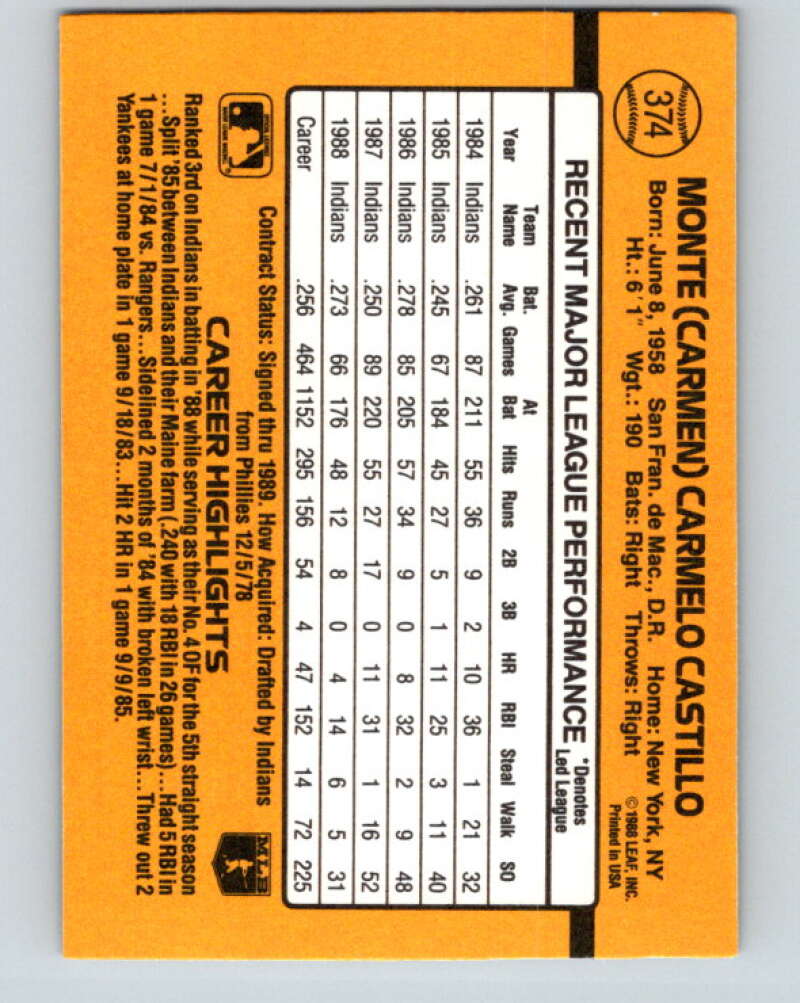 374
MONTE (CARMEN) CARMELO CASTILLO
Born: June 8, 1958 San Fran. de Mac., D.R. Home: New York, NY
Ht.: 6'1" Wgt.: 190 Bats: Right Throws: Right
©1988 LEAF, INC.
Printed in USA
RECENT MAJOR LEAGUE PERFORMANCE *Denotes Led League
Year Team Name Bat. Avg. Games At Bat Hits Runs 2B 3B HR RBI Steal Walk SO
1984 Indians .261 87 211 55 36 9 2 10 36 1 21 32
1985 Indians .245 67 184 45 27 5 1 11 25 3 11 40
1986 Indians .278 85 205 57 34 9 0 8 32 2 9 48
1987 Indians .250 89 220 55 27 17 0 11 31 1 16 52
1988 Indians .273 66 176 48 12 8 0 4 14 6 5 31
Career .256 464 1152 295 156 54 4 47 152 14 72 225
Contract Status: Signed thru 1989. How Acquired: Drafted by Indians
from Phillies 12/5/78
MLB
CAREER HIGHLIGHTS
Ranked 3rd on Indians in batting in '88 while serving as their No. 4 OF for the 5th straight season
...Split '85 between Indians and their Maine farm (.240 with 18 RBI in 26 games)...Had 5 RBI in
1 game 7/1/84 vs. Rangers...Sidelined 2 months of '84 with broken left wrist...Threw out 2
Yankees at home plate in 1 game 9/18/83...Hit 2 HR in 1 game 9/9/85.